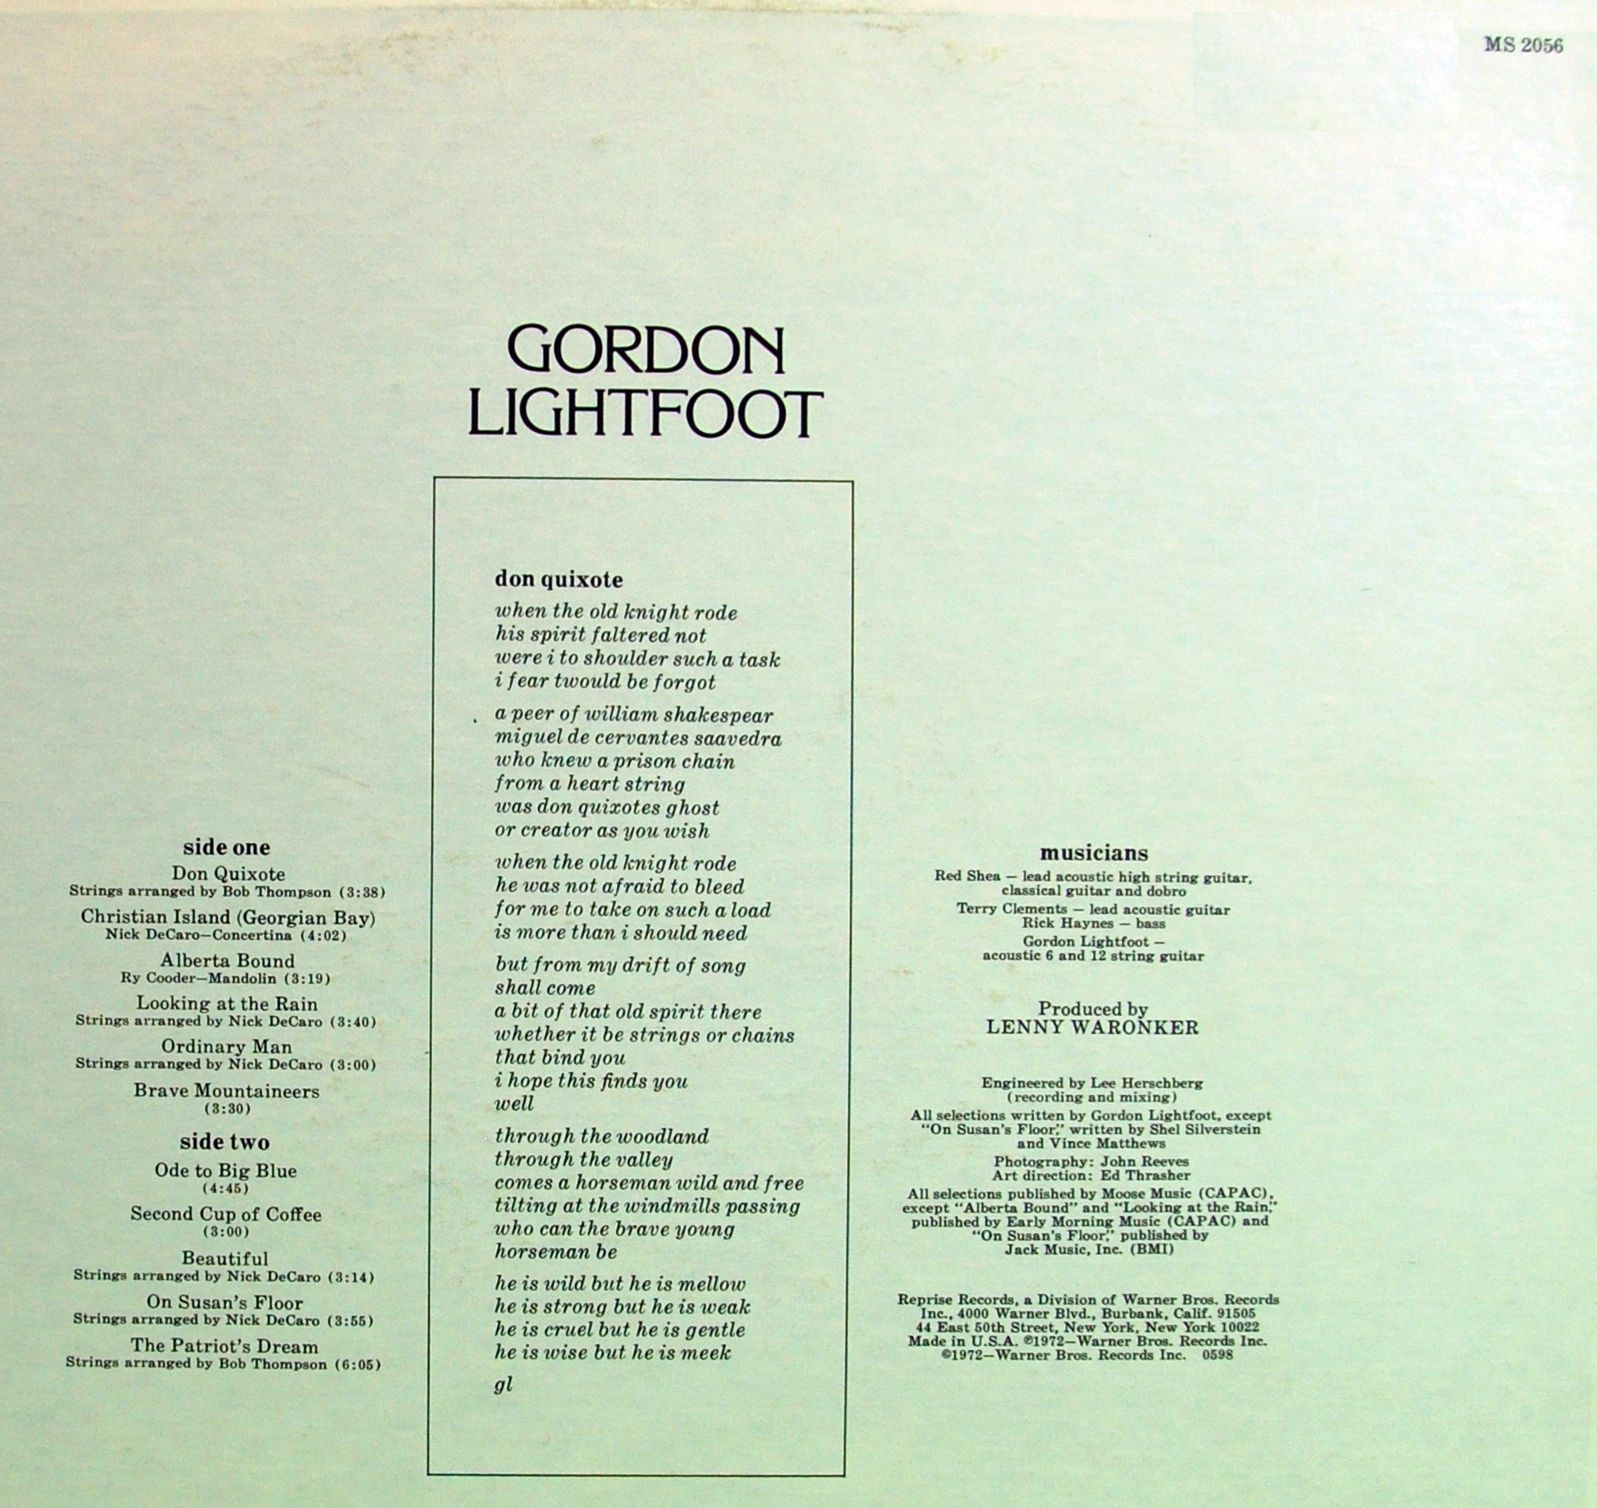 MS 2056
GORDON
LIGHTFOOT
side one
Don Quixote
Strings arranged by Bob Thompson (3:38)
Christian Island (Georgian Bay)
Nick DeCaro—Concertina (4:02)
Alberta Bound
Ry Cooder—Mandolin (3:19)
Looking at the Rain
Strings arranged by Nick DeCaro (3:40)
Ordinary Man
Strings arranged by Nick DeCaro (3:00)
Brave Mountaineers
(3:30)
side two
Ode to Big Blue
(4:45)
Second Cup of Coffee
(3:00)
Beautiful
Strings arranged by Nick DeCaro (3:14)
On Susan's Floor
Strings arranged by Nick DeCaro (3:55)
The Patriot's Dream
Strings arranged by Bob Thompson (6:05)
don quixote
when the old knight rode
his spirit faltered not
were i to shoulder such a task
i fear twould be forgot
a peer of william shakespear
miguel de cervantes saavedra
who knew a prison chain
from a heart string
was don quixotes ghost
or creator as you wish
when the old knight rode
he was not afraid to bleed
for me to take on such a load
is more than i should need
but from my drift of song
shall come
a bit of that old spirit there
whether it be strings or chains
that bind you
i hope this finds you
well
through the woodland
through the valley
comes a horseman wild and free
tilting at the windmills passing
who can the brave young
horseman be
he is wild but he is mellow
he is strong but he is weak
he is cruel but he is gentle
he is wise but he is meek
gl
musicians
Red Shea — lead acoustic high string guitar,
classical guitar and dobro
Terry Clements — lead acoustic guitar
Rick Haynes — bass
Gordon Lightfoot —
acoustic 6 and 12 string guitar
Produced by
LENNY WARONKER
Engineered by Lee Herschberg
(recording and mixing)
All selections written by Gordon Lightfoot, except
"On Susan's Floor," written by Shel Silverstein
and Vince Matthews
Photography: John Reeves
Art direction: Ed Thrasher
All selections published by Moose Music (CAPAC),
except "Alberta Bound" and "Looking at the Rain,"
published by Early Morning Music (CAPAC) and
"On Susan's Floor," published by
Jack Music, Inc. (BMI)
Reprise Records, a Division of Warner Bros. Records
Inc., 4000 Warner Blvd., Burbank, Calif. 91505
44 East 50th Street, New York, New York 10022
Made in U.S.A. ℗1972—Warner Bros. Records Inc.
©1972—Warner Bros. Records Inc. 0598